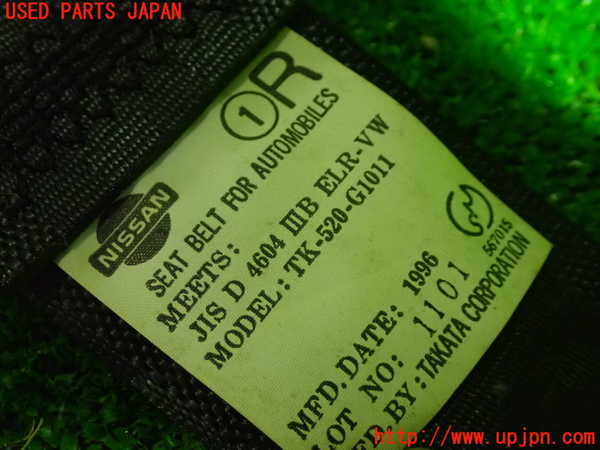 USED PARTS JAPAN
① R
NISSAN
SEAT BELT FOR AUTOMOBILES
MEETS:
JIS D 4604 ⅢB ELR-VW
MODEL: TK-520-G1011
567015
MFD. DATE: 1996
LOT NO: 1101
BY: TAKATA CORPORATION
http://www.upjpn.com